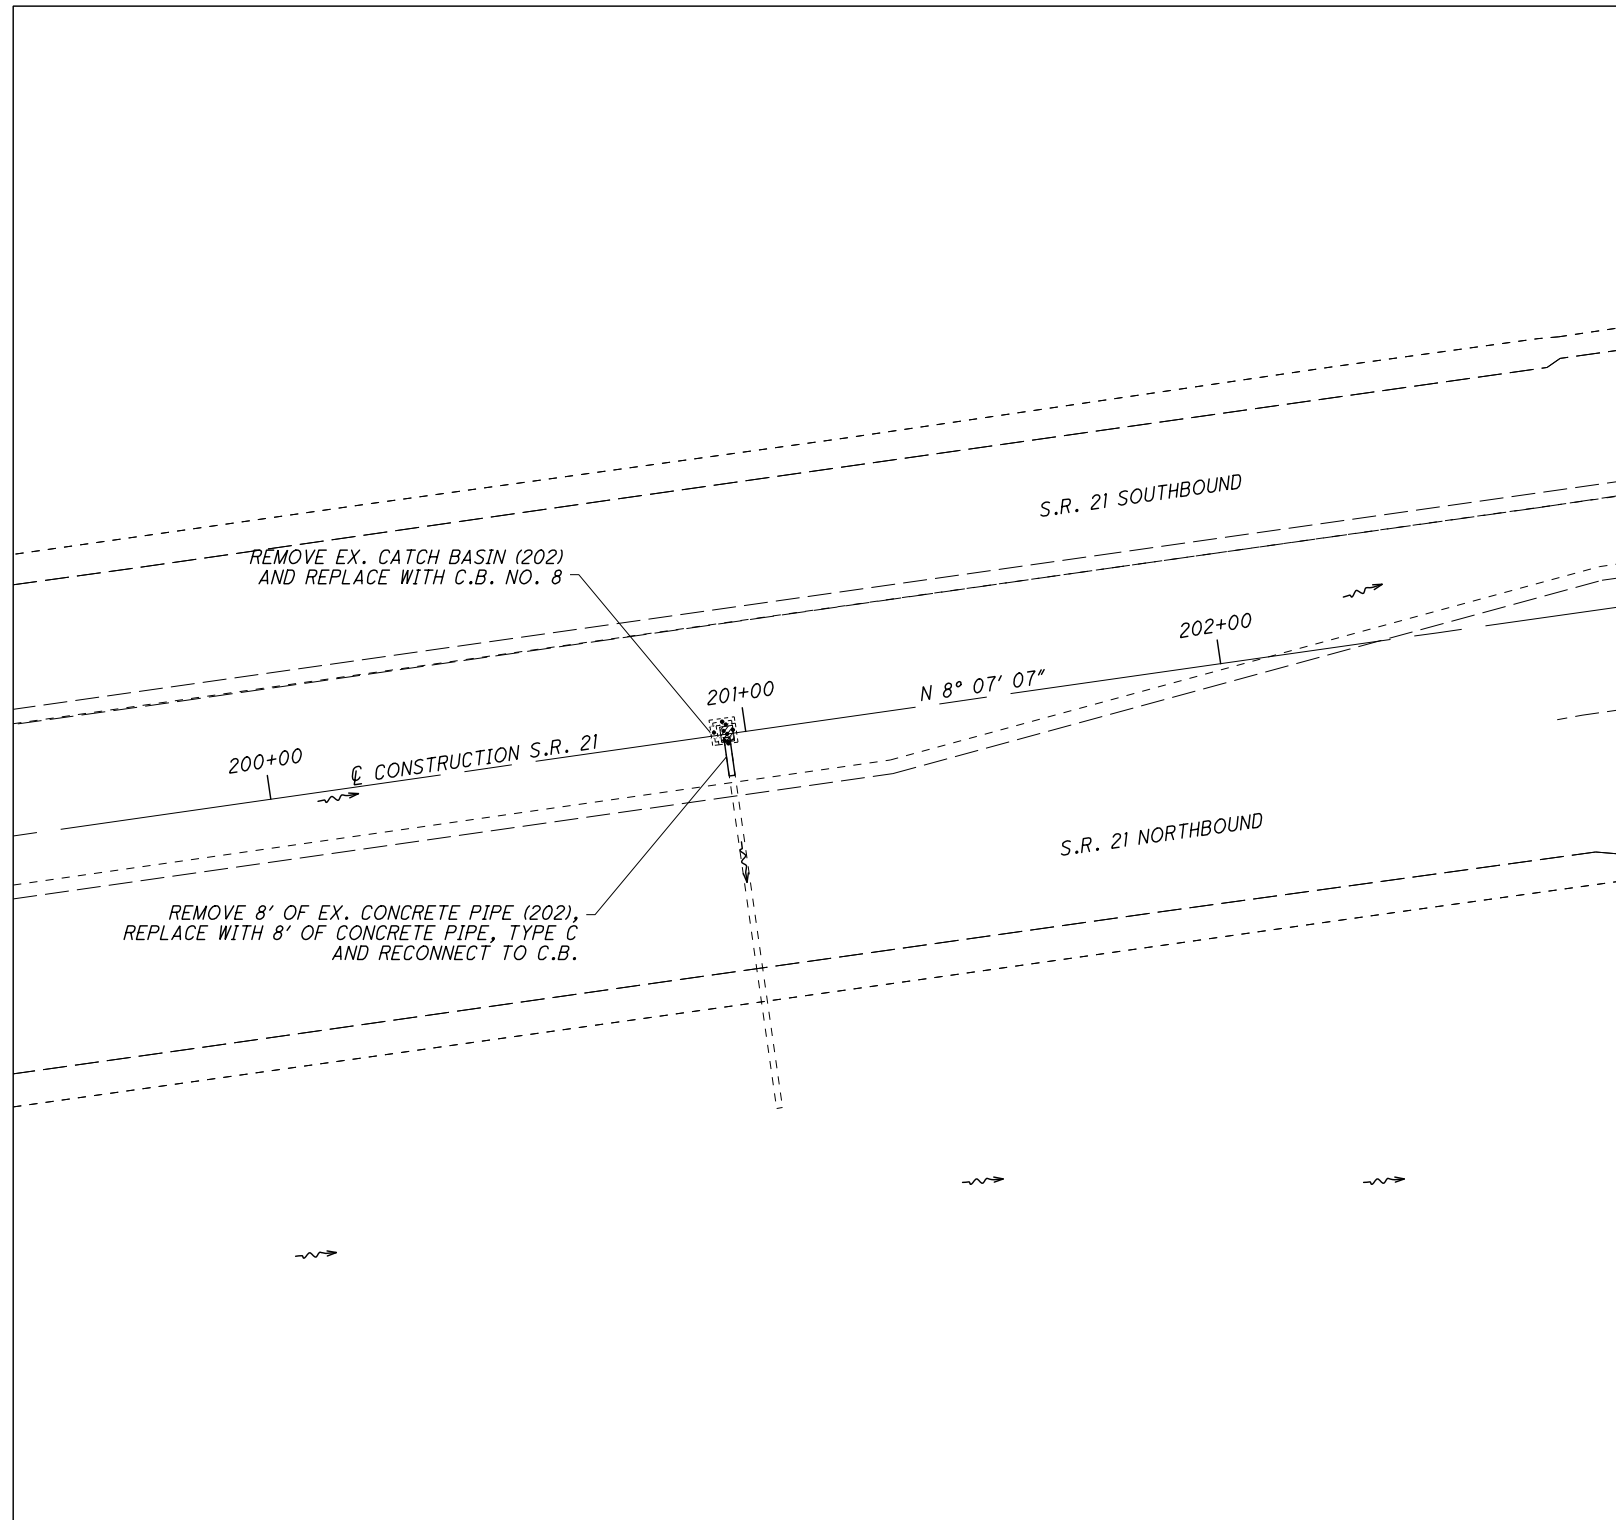 S.R. 21 SOUTHBOUND
REMOVE EX. CATCH BASIN (202)
AND REPLACE WITH C.B. NO. 8
202+00
201+00
N 8° 07' 07"
200+00
℄ CONSTRUCTION S.R. 21
S.R. 21 NORTHBOUND
REMOVE 8' OF EX. CONCRETE PIPE (202),
REPLACE WITH 8' OF CONCRETE PIPE, TYPE C
AND RECONNECT TO C.B.